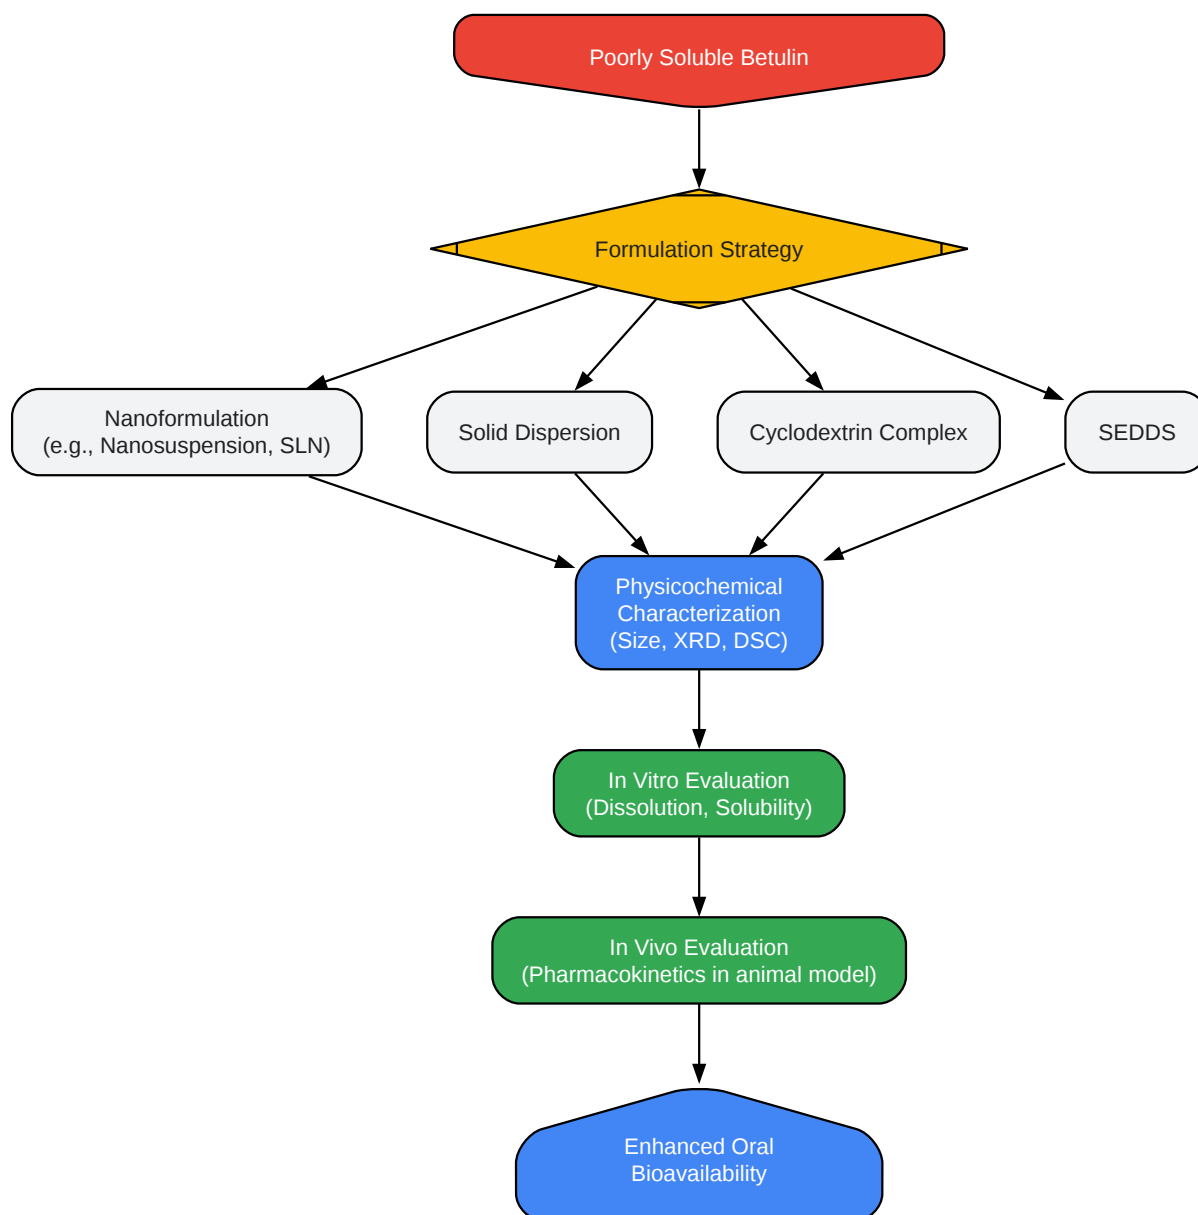 Poorly Soluble Betulin
Formulation Strategy
Nanoformulation
(e.g., Nanosuspension, SLN)
Solid Dispersion
Cyclodextrin Complex
SEDDS
Physicochemical
Characterization
(Size, XRD, DSC)
In Vitro Evaluation
(Dissolution, Solubility)
In Vivo Evaluation
(Pharmacokinetics in animal model)
Enhanced Oral
Bioavailability